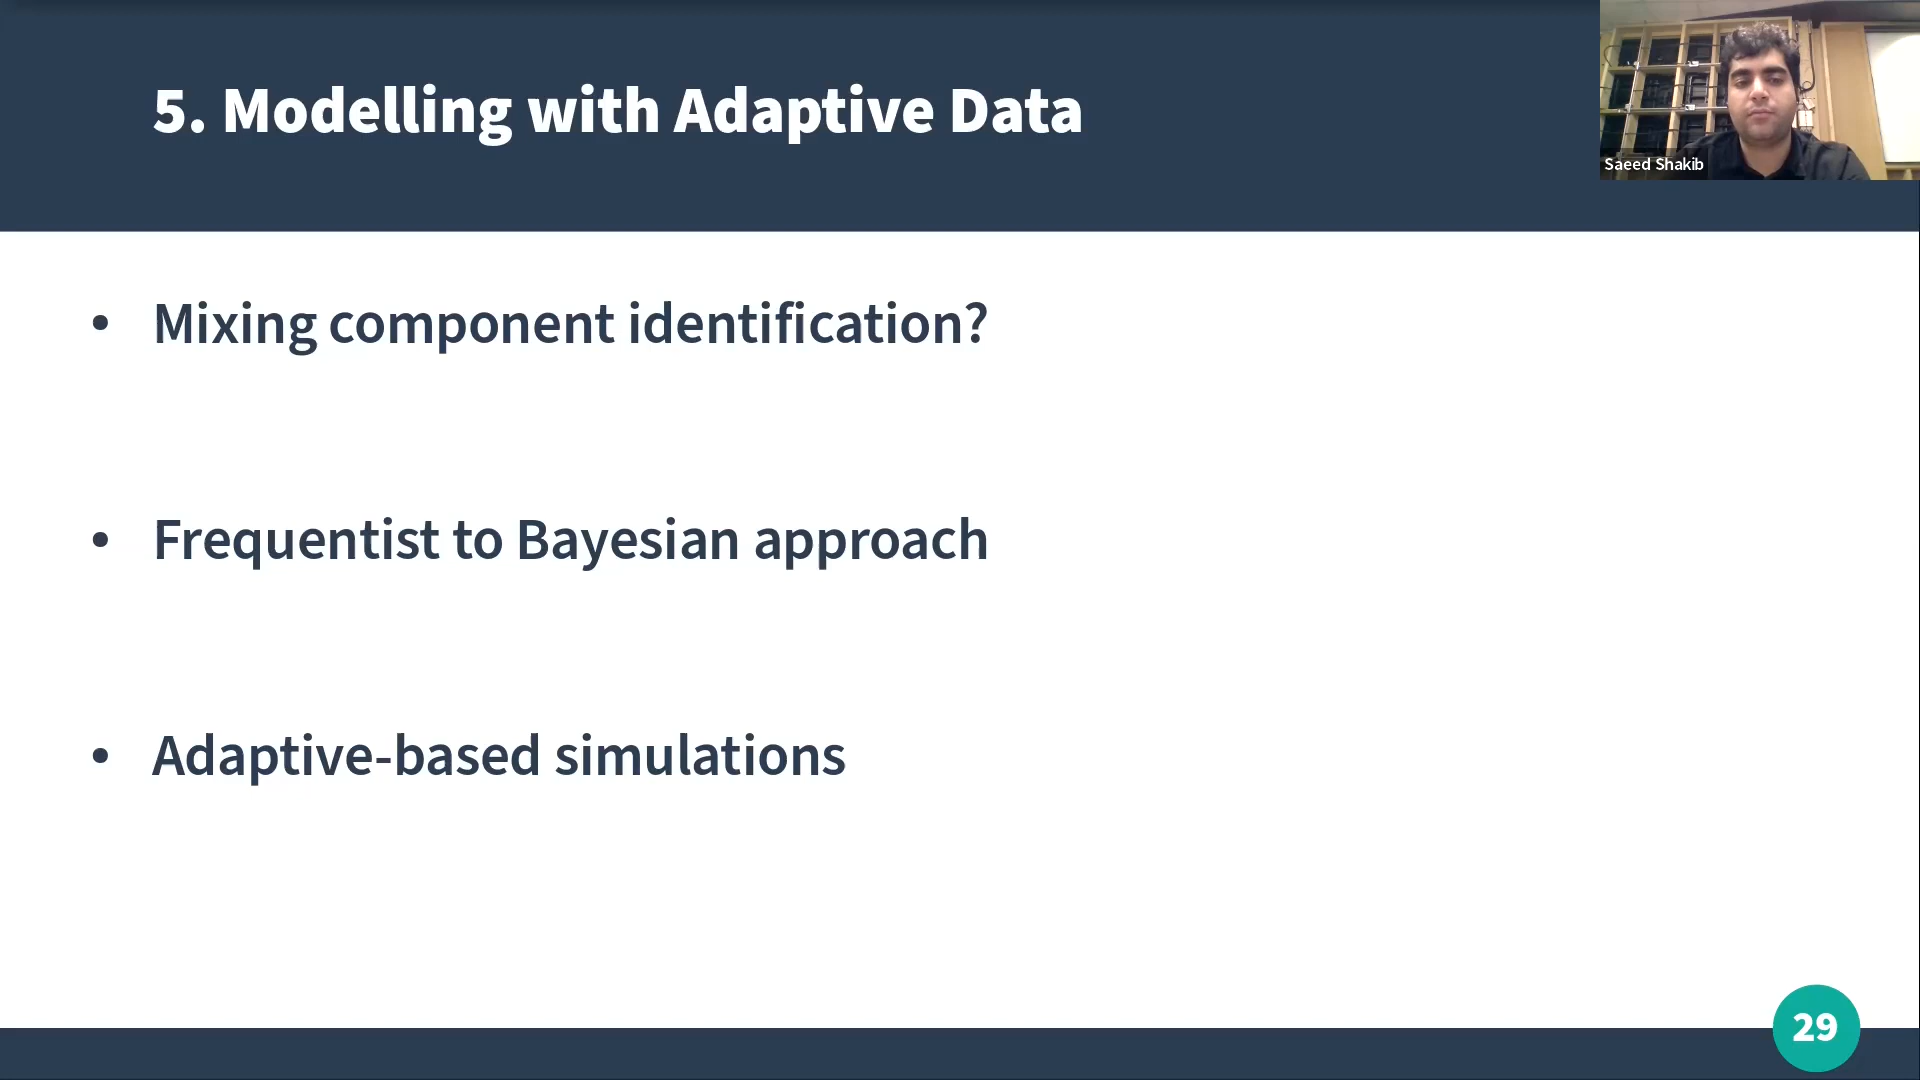 5. Modelling with Adaptive Data
Saeed Shakib
• Mixing component identification?
• Frequentist to Bayesian approach
• Adaptive-based simulations
29